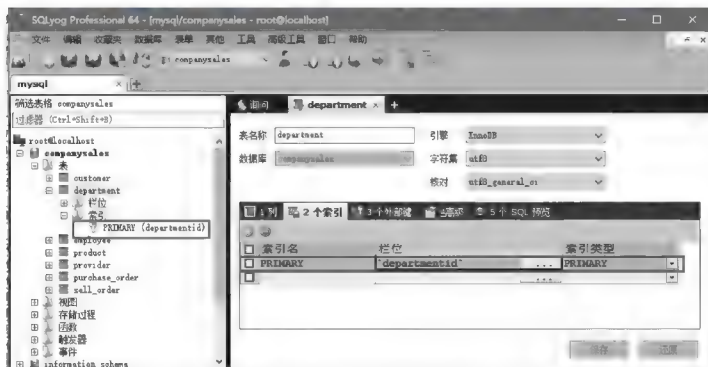 SQLyog Professional 64 - [mysql/companysales - root@localhost]
文件 编辑 收藏夹 数据库 表单 其他 工具 高级工具 窗口 帮助
companysales
mysql
筛选表格 companysales
过滤器 (Ctrl+Shift+B)
root@localhost
companysales
表
customer
department
栏位
索引
PRIMARY (departmentid)
employee
product
provider
purchase_order
sell_order
视图
存储过程
函数
触发器
事件
information_schema
询问 department
表名称 department 引擎 InnoDB
数据库 companysales 字符集 utf8
核对 utf8_general_ci
1 列 2 个索引 3 个外部键 4高级 5 个 SQL 预览
索引名 栏位 索引类型
PRIMARY `departmentid` ... PRIMARY
...
保存 还原